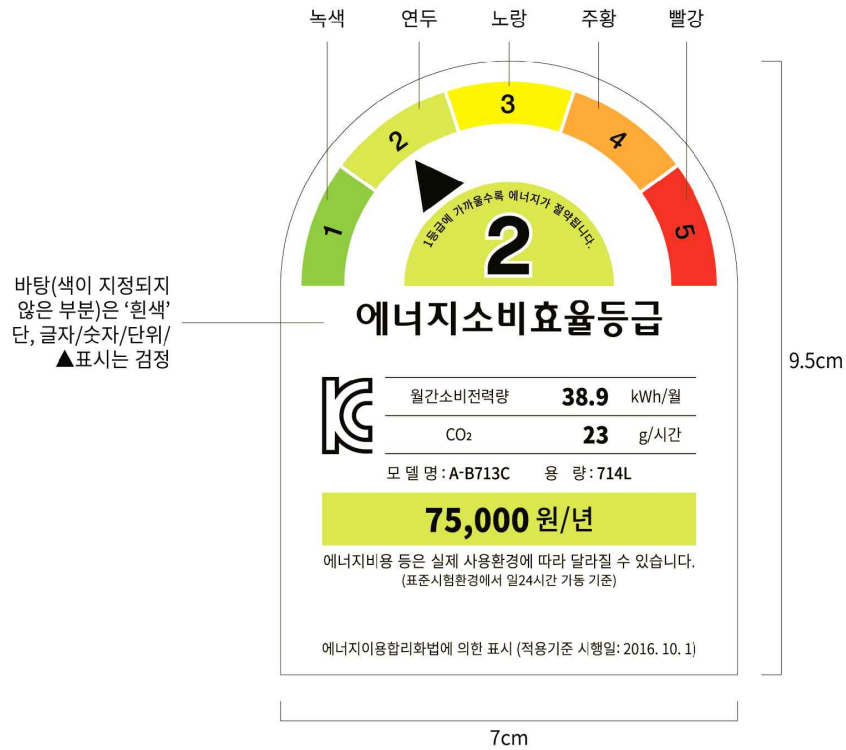 녹색 연두 노랑 주황 빨강
1 2 3 4 5
1등급에 가까울수록 에너지가 절약됩니다.
2
에너지소비효율등급
바탕(색이 지정되지
않은 부분)은 ‘흰색’
단, 글자/숫자/단위/
▲표시는 검정
9.5cm
월간소비전력량 38.9 kWh/월
CO₂ 23 g/시간
모 델 명 : A-B713C 용 량 : 714L
75,000 원/년
에너지비용 등은 실제 사용환경에 따라 달라질 수 있습니다.
(표준시험환경에서 일24시간 가동 기준)
에너지이용합리화법에 의한 표시 (적용기준 시행일: 2016. 10. 1)
7cm